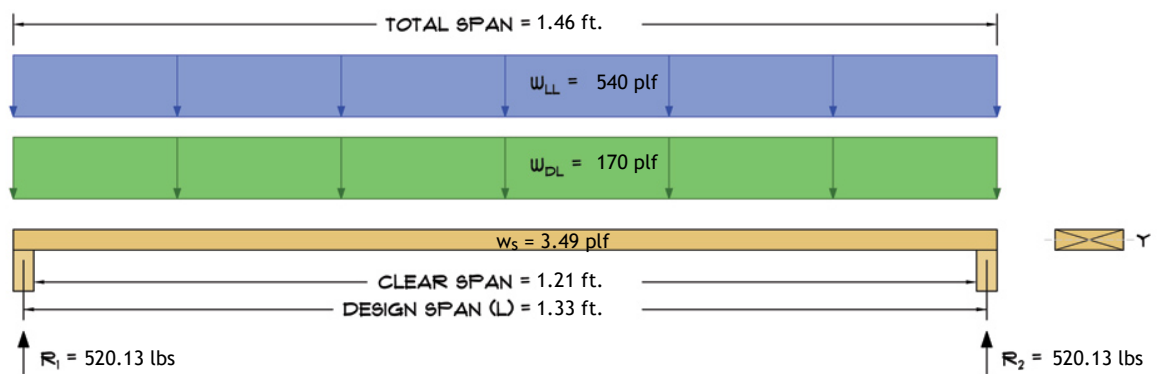 TOTAL SPAN = 1.46 ft.
WLL = 540 plf
WDL = 170 plf
ws = 3.49 plf
Y
CLEAR SPAN = 1.21 ft.
DESIGN SPAN (L) = 1.33 ft.
R1 = 520.13 lbs
R2 = 520.13 lbs